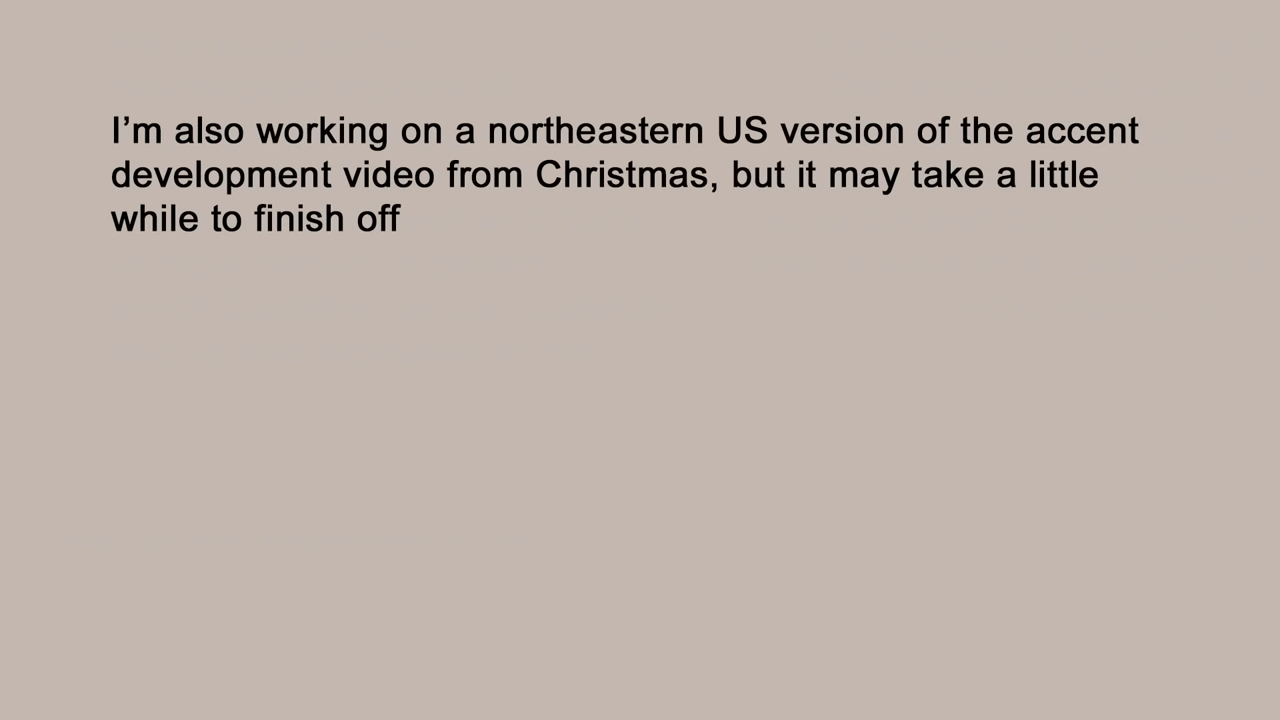 I’m also working on a northeastern US version of the accent
development video from Christmas, but it may take a little
while to finish off